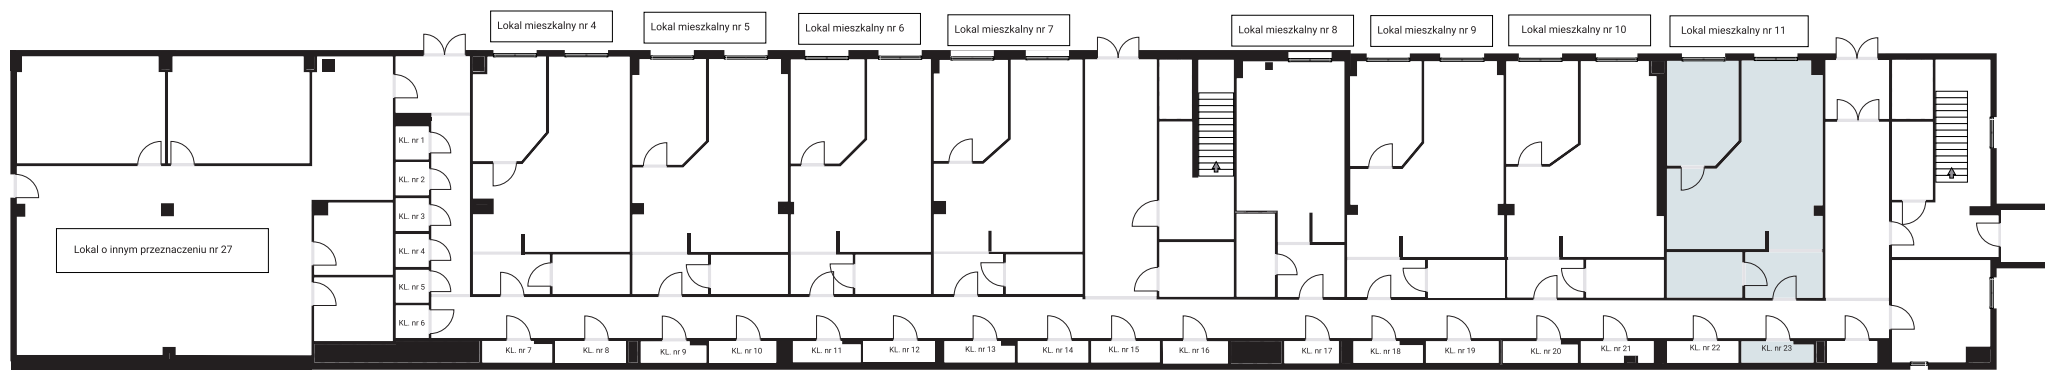 Lokal mieszkalny nr 4
Lokal mieszkalny nr 5
Lokal mieszkalny nr 6
Lokal mieszkalny nr 7
Lokal mieszkalny nr 8
Lokal mieszkalny nr 9
Lokal mieszkalny nr 10
Lokal mieszkalny nr 11
KL. nr 1
KL. nr 2
KL. nr 3
KL. nr 4
KL. nr 5
KL. nr 6
Lokal o innym przeznaczeniu nr 27
KL. nr 7
KL. nr 8
KL. nr 9
KL. nr 10
KL. nr 11
KL. nr 12
KL. nr 13
KL. nr 14
KL. nr 15
KL. nr 16
KL. nr 17
KL. nr 18
KL. nr 19
KL. nr 20
KL. nr 21
KL. nr 22
KL. nr 23